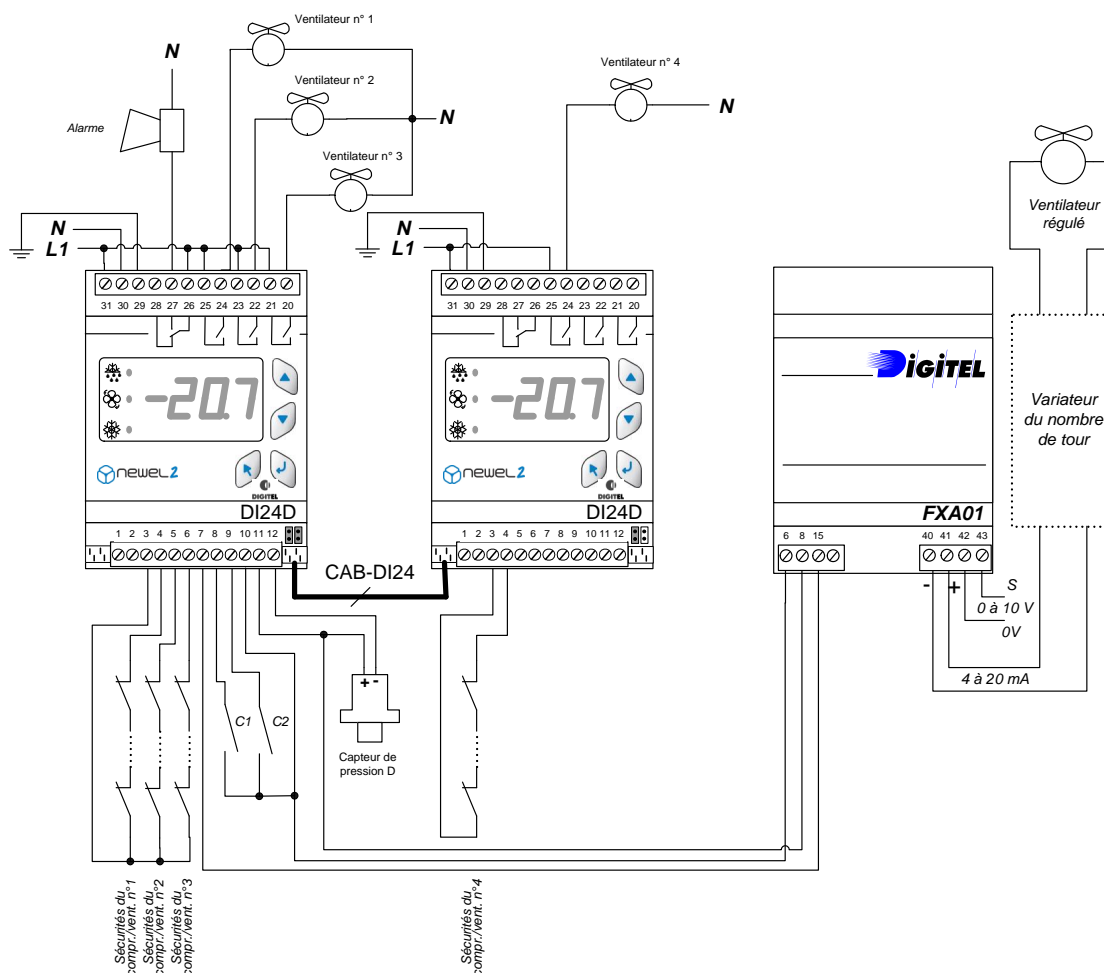 Ventilateur n° 1
N
Ventilateur n° 2
N
Alarme
Ventilateur n° 3
Ventilateur n° 4
N
N
L1
N
L1
Ventilateur
régulé
31 30 29 28 27 26 25 24 23 22 21 20
31 30 29 28 27 26 25 24 23 22 21 20
-20.7
-20.7
newel2
newel2
DIGITEL
DIGITEL
DI24D
DI24D
DIGITEL
Variateur
du nombre
de tour
FXA01
1 2 3 4 5 6 7 8 9 10 11 12
1 2 3 4 5 6 7 8 9 10 11 12
6 8 15
40 41 42 43
CAB-DI24
- +
S
0 à 10 V
0V
4 à 20 mA
C1
C2
+ -
Capteur de
pression D
Sécurités du
compr./vent. n°1
Sécurités du
compr./vent. n°2
Sécurités du
compr./vent. n°3
Sécurités du
compr./vent. n°4